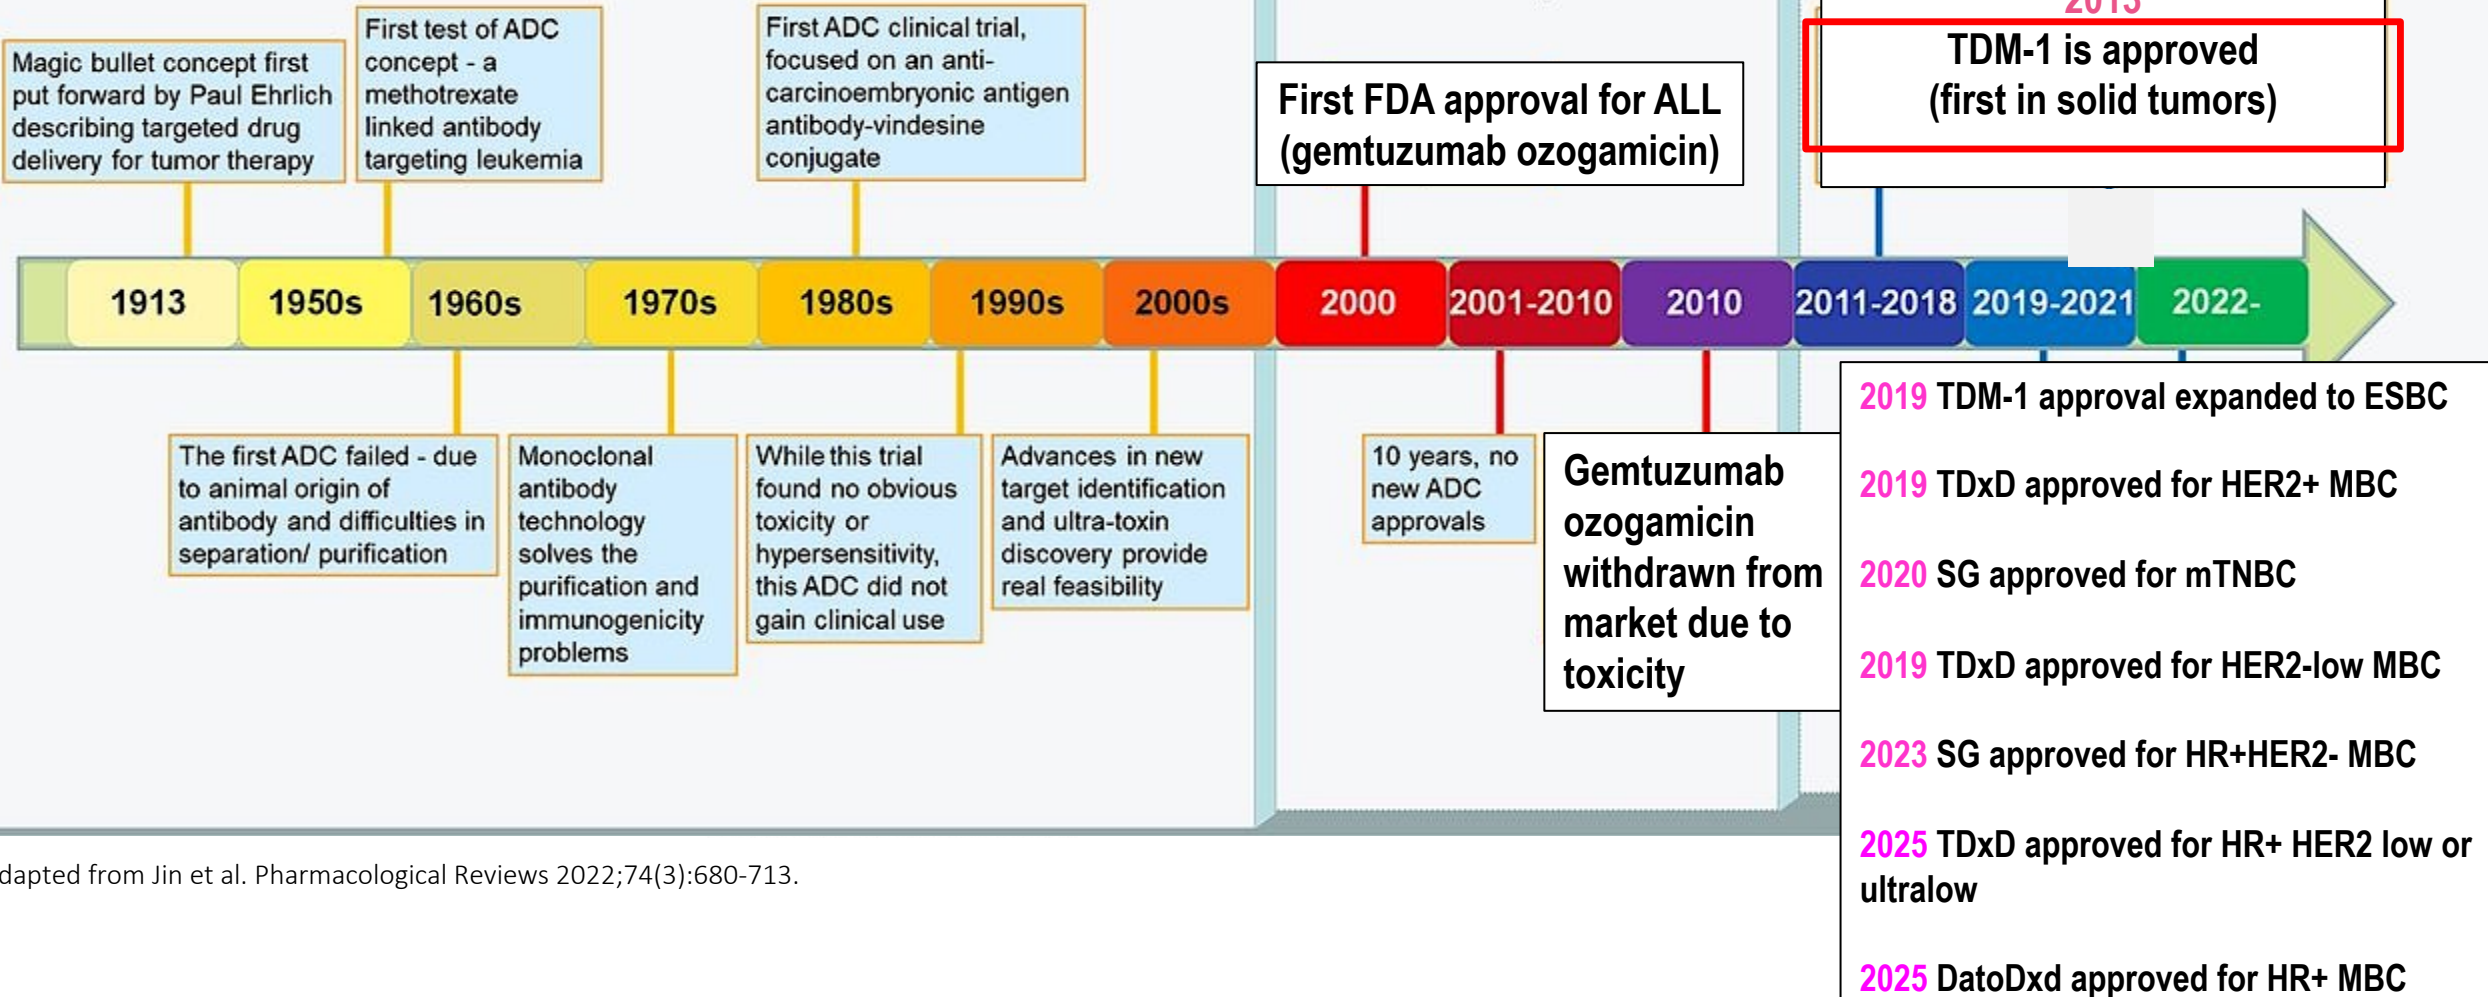 Magic bullet concept first
put forward by Paul Ehrlich
describing targeted drug
delivery for tumor therapy
First test of ADC
concept - a
methotrexate
linked antibody
targeting leukemia
First ADC clinical trial,
focused on an anti-
carcinoembryonic antigen
antibody-vindesine
conjugate
First FDA approval for ALL
(gemtuzumab ozogamicin)
2013
TDM-1 is approved
(first in solid tumors)
1913
1950s
1960s
1970s
1980s
1990s
2000s
2000
2001-2010
2010
2011-2018
2019-2021
2022-
The first ADC failed - due
to animal origin of
antibody and difficulties in
separation/ purification
Monoclonal
antibody
technology
solves the
purification and
immunogenicity
problems
While this trial
found no obvious
toxicity or
hypersensitivity,
this ADC did not
gain clinical use
Advances in new
target identification
and ultra-toxin
discovery provide
real feasibility
10 years, no
new ADC
approvals
Gemtuzumab
ozogamicin
withdrawn from
market due to
toxicity
2019 TDM-1 approval expanded to ESBC
2019 TDxD approved for HER2+ MBC
2020 SG approved for mTNBC
2019 TDxD approved for HER2-low MBC
2023 SG approved for HR+HER2- MBC
2025 TDxD approved for HR+ HER2 low or
ultralow
2025 DatoDxd approved for HR+ MBC
dapted from Jin et al. Pharmacological Reviews 2022;74(3):680-713.